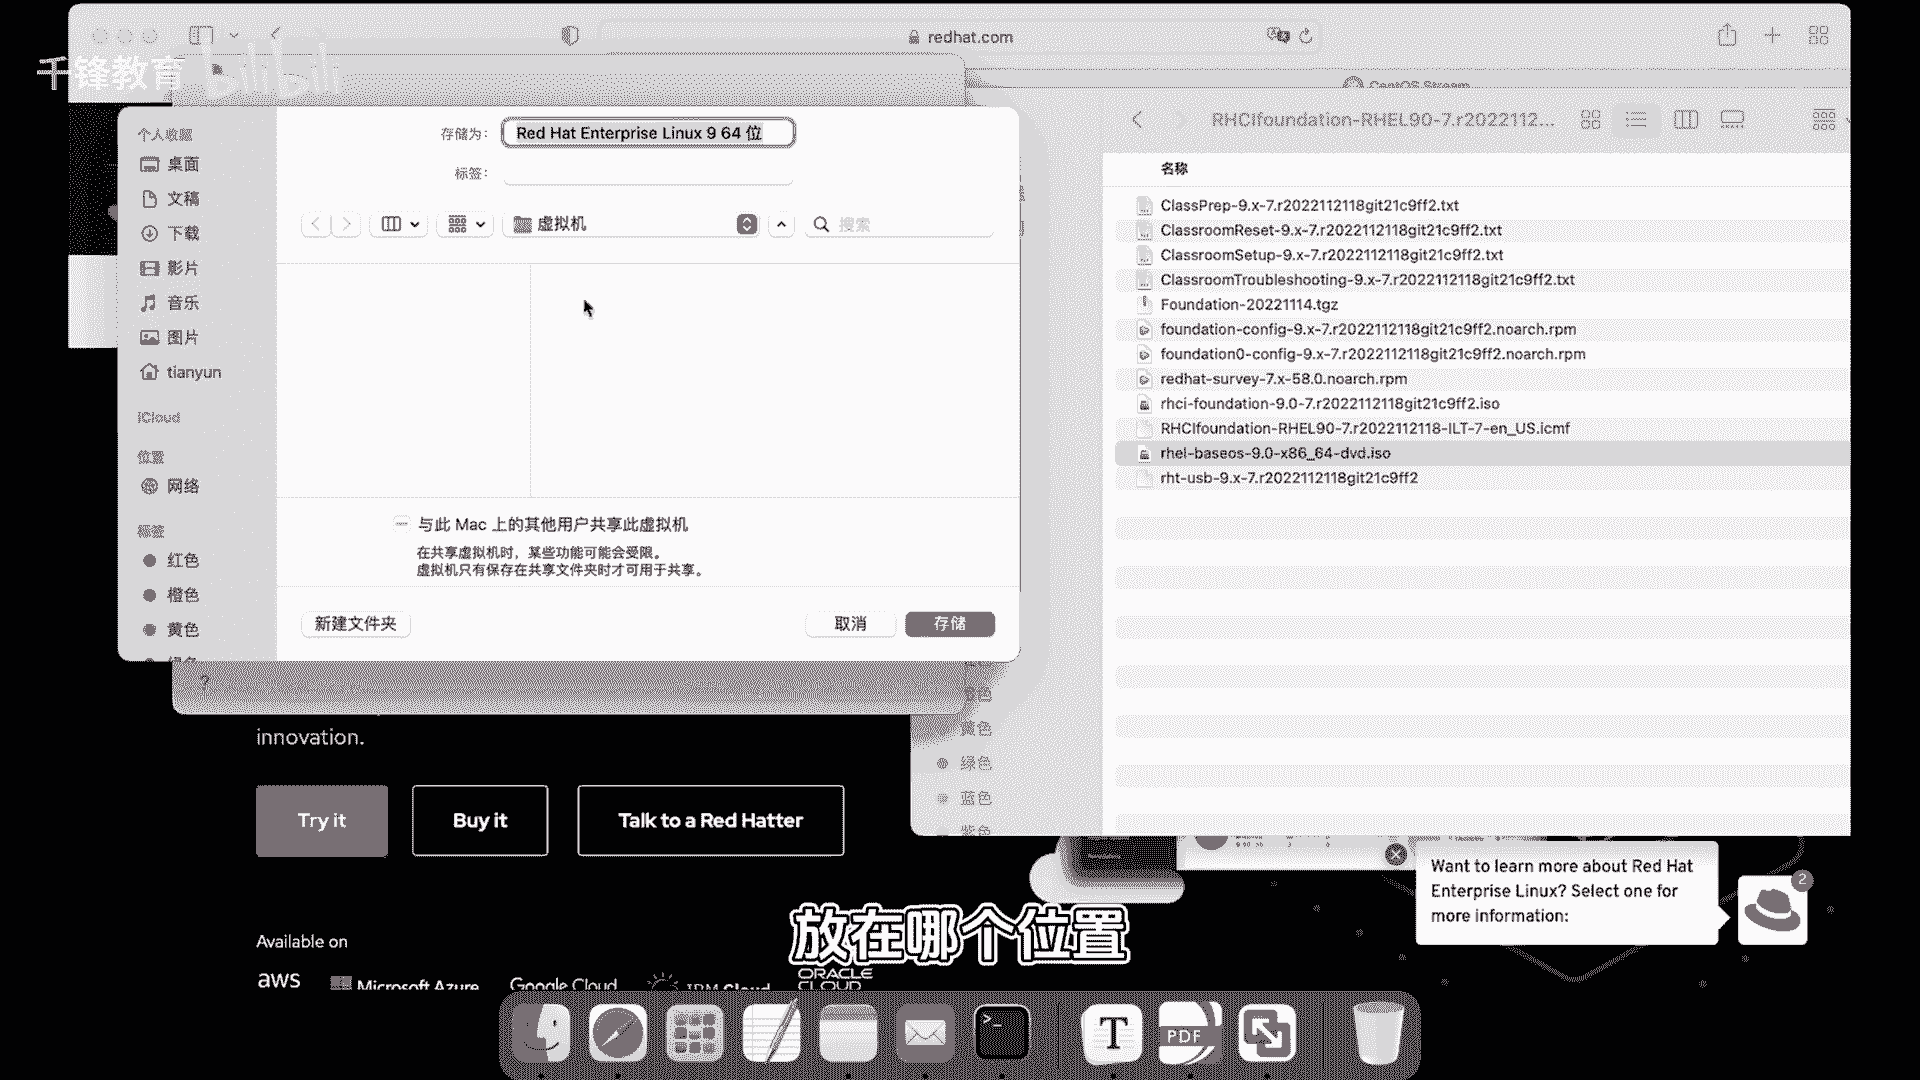 redhat.com
千锋教育 bilibili
CentOS Stream
个人收藏
桌面
文稿
下载
影片
音乐
图片
tianyun
iCloud
位置
网络
标签
红色
橙色
黄色
绿色
存储为：
Red Hat Enterprise Linux 9 64 位
标签：
虚拟机
搜索
与此 Mac 上的其他用户共享此虚拟机
在共享虚拟机时，某些功能可能会受限。
虚拟机只有保存在共享文件夹时才可用于共享。
新建文件夹
取消
存储
?
RHCIfoundation-RHEL90-7.r2022112...
名称
ClassPrep-9.x-7.r2022112118git21c9ff2.txt
ClassroomReset-9.x-7.r2022112118git21c9ff2.txt
ClassroomSetup-9.x-7.r2022112118git21c9ff2.txt
ClassroomTroubleshooting-9.x-7.r2022112118git21c9ff2.txt
Foundation-20221114.tgz
foundation-config-9.x-7.r2022112118git21c9ff2.noarch.rpm
foundation0-config-9.x-7.r2022112118git21c9ff2.noarch.rpm
redhat-survey-7.x-58.0.noarch.rpm
rhci-foundation-9.0-7.r2022112118git21c9ff2.iso
RHCIfoundation-RHEL90-7.r2022112118-ILT-7-en_US.icmf
rhel-baseos-9.0-x86_64-dvd.iso
rht-usb-9.x-7.r2022112118git21c9ff2
橙色
黄色
绿色
蓝色
紫色
innovation.
Try it
Buy it
Talk to a Red Hatter
Available on
aws
Microsoft Azure
Google Cloud
IBM Cloud
ORACLE
CLOUD
Want to learn more about Red Hat
Enterprise Linux? Select one for
more information:
2
放在哪个位置
T
PDF